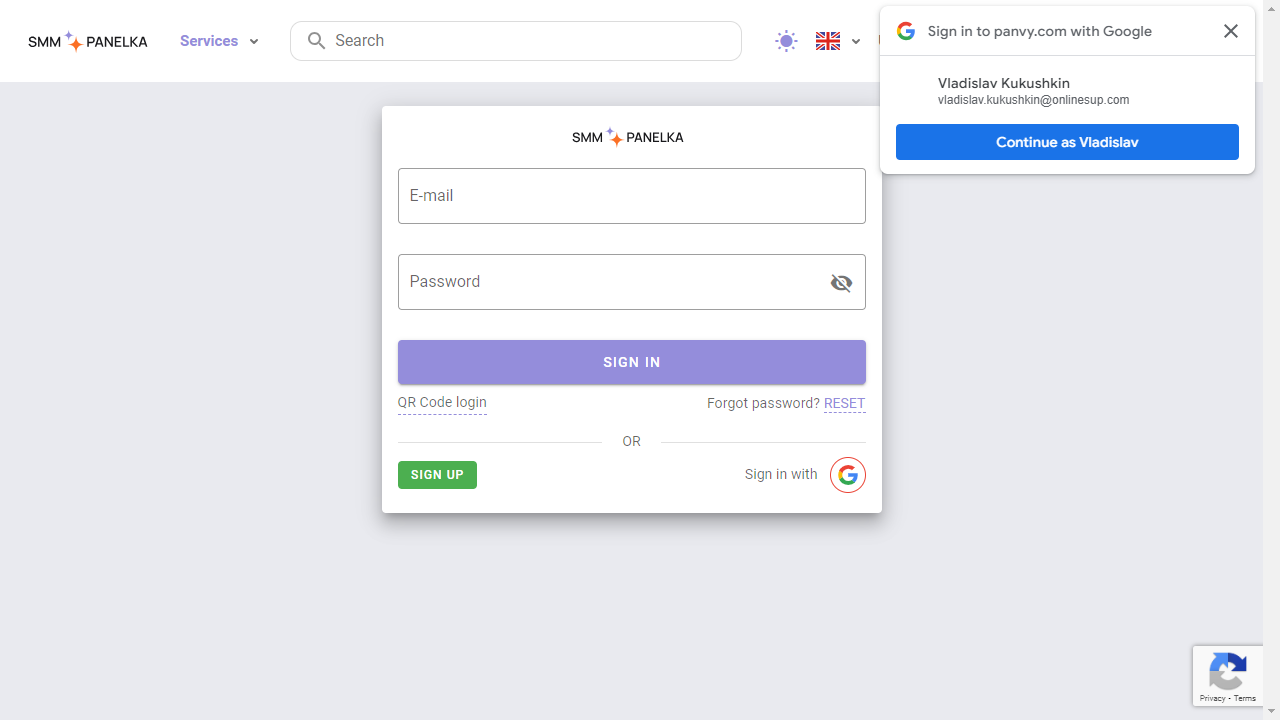 SMM PANELKA
Services
Search
Sign in to panvy.com with Google
Vladislav Kukushkin
vladislav.kukushkin@onlinesup.com
Continue as Vladislav
SMM PANELKA
E-mail
Password
SIGN IN
QR Code login
Forgot password? RESET
OR
SIGN UP
Sign in with
Privacy - Terms